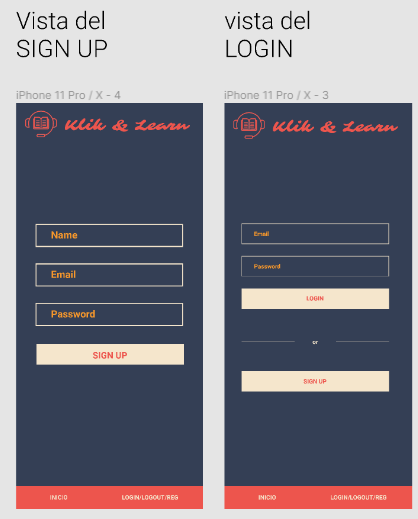 Vista del
SIGN UP
iPhone 11 Pro / X - 4
Klik & Learn
Name
Email
Password
SIGN UP
INICIO
LOGIN/LOGOUT/REG
vista del
LOGIN
iPhone 11 Pro / X - 3
Klik & Learn
Email
Password
LOGIN
or
SIGN UP
INICIO
LOGIN/LOGOUT/REG